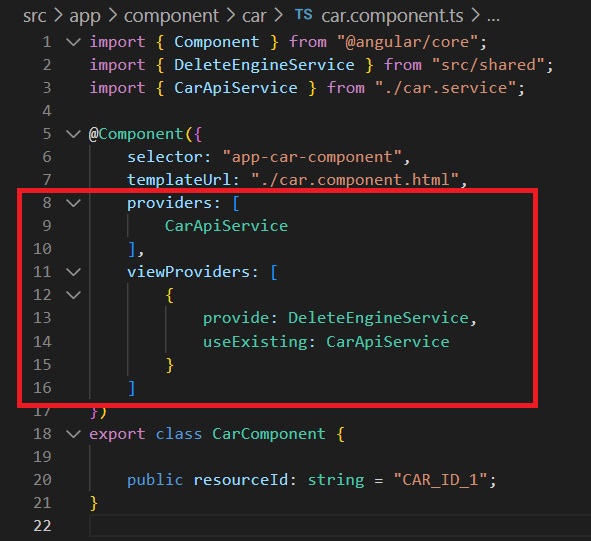 src > app > component > car > TS car.component.ts > ...
1 import { Component } from "@angular/core";
2 import { DeleteEngineService } from "src/shared";
3 import { CarApiService } from "./car.service";
4
5 @Component({
6 selector: "app-car-component",
7 templateUrl: "./car.component.html",
8 providers: [
9 CarApiService
10 ],
11 viewProviders: [
12 {
13 provide: DeleteEngineService,
14 useExisting: CarApiService
15 }
16 ]
17 })
18 export class CarComponent {
19
20 public resourceId: string = "CAR_ID_1";
21 }
22